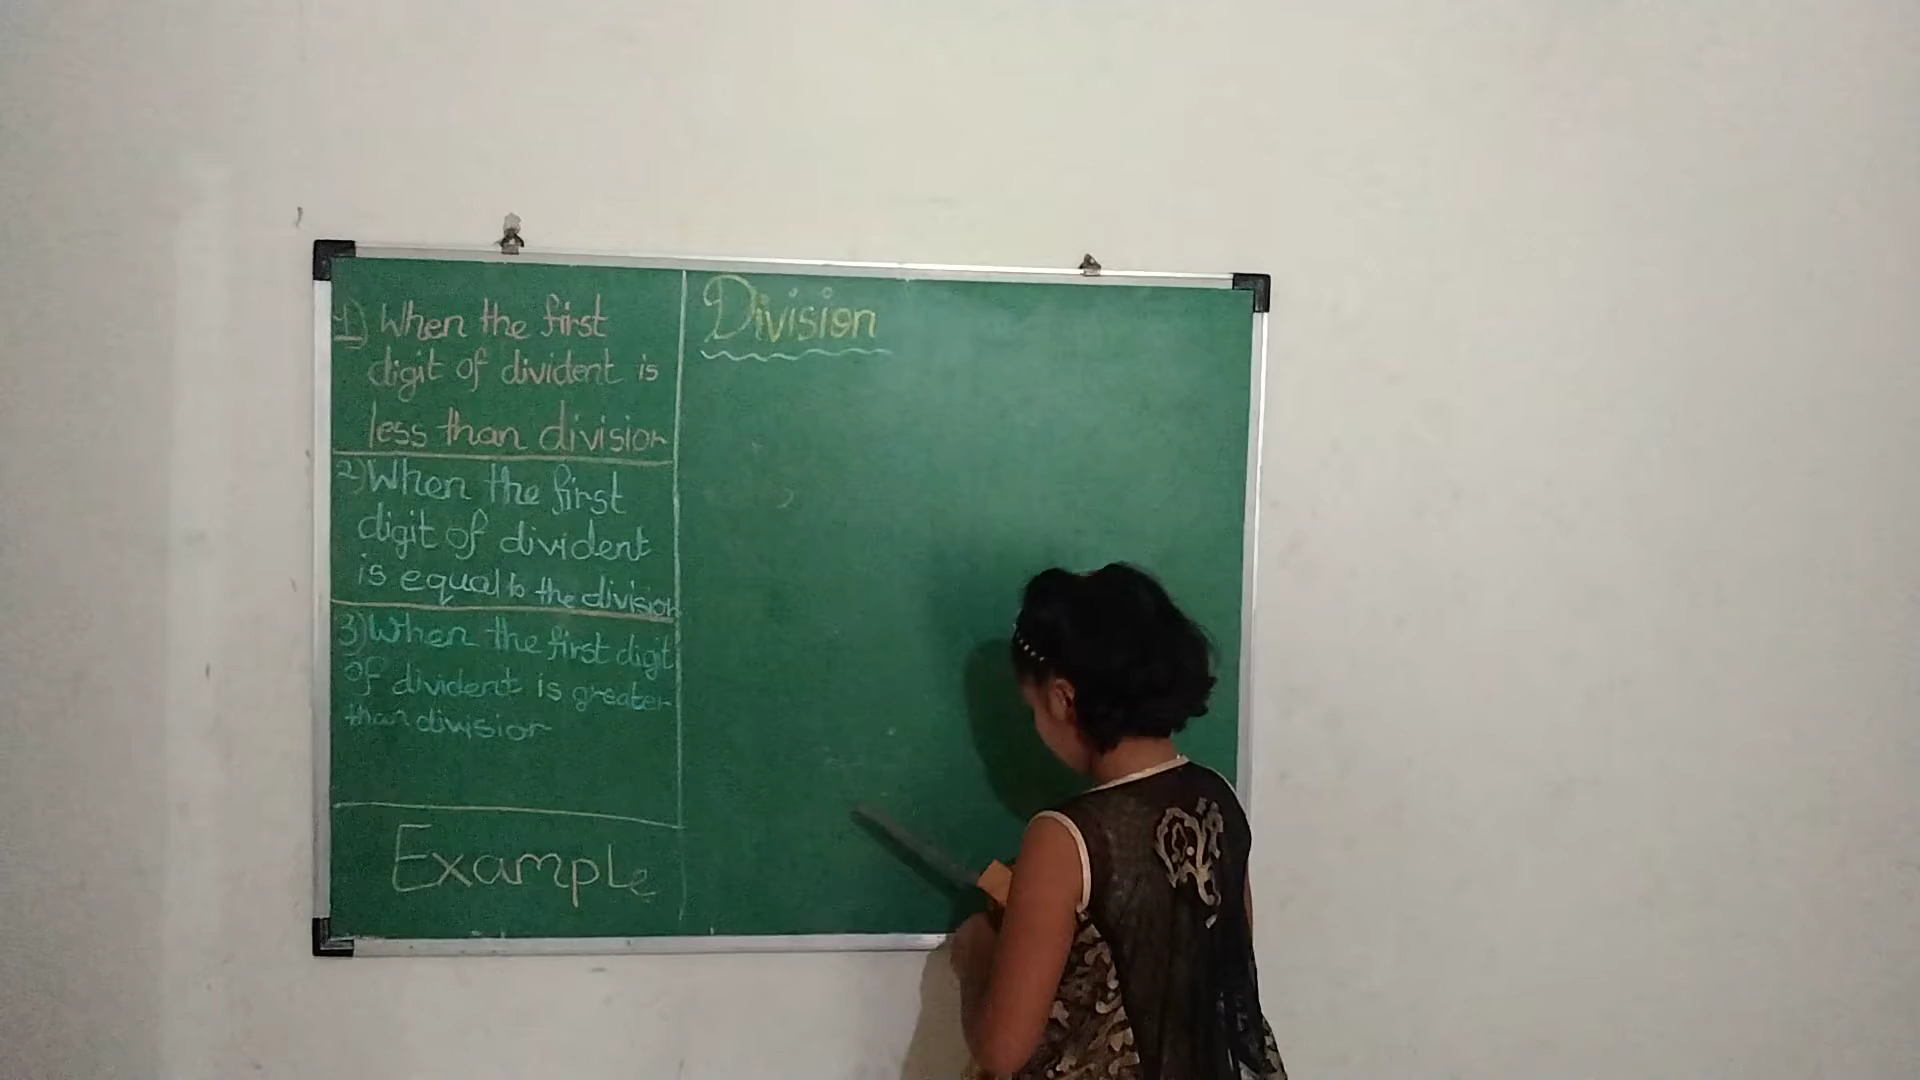 1) When the first
digit of divident is
less than division
2) When the first
digit of divident
is equal to the division
3) When the first digit
of divident is greater
than division
Example
Division